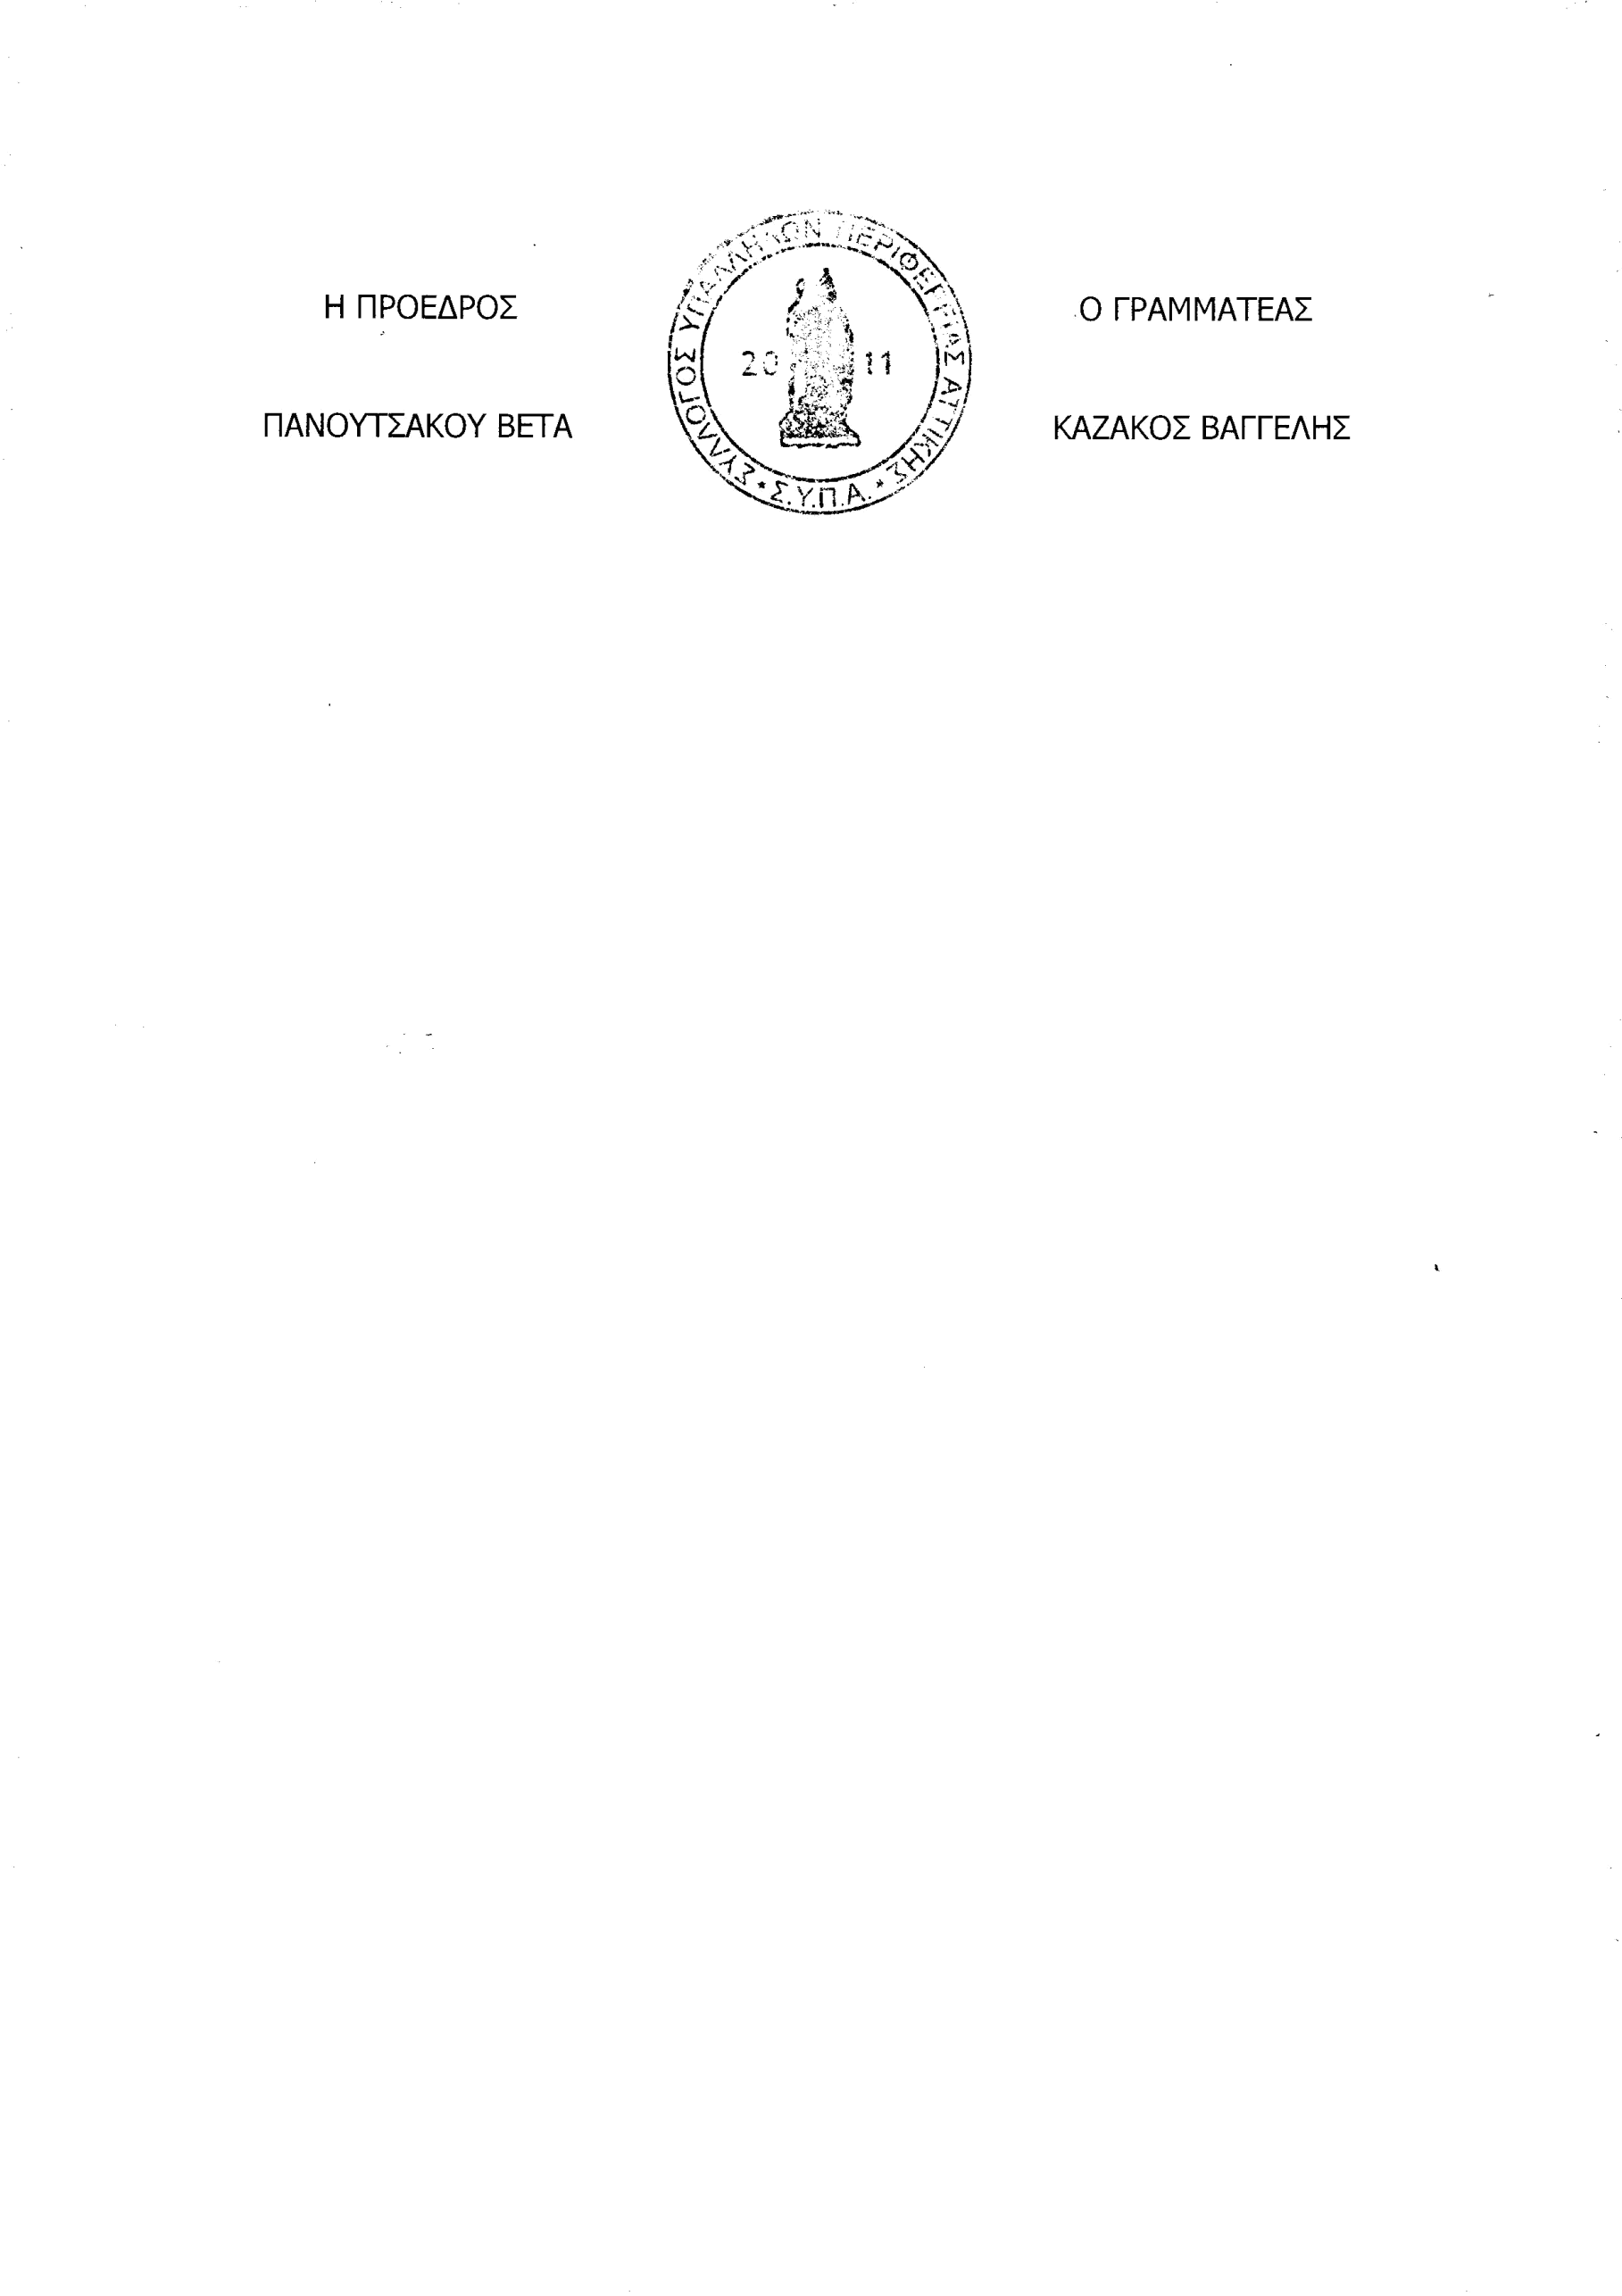 Η ΠΡΟΕΔΡΟΣ
Ο ΓΡΑΜΜΑΤΕΑΣ
ΠΑΝΟΥΤΣΑΚΟΥ ΒΕΤΑ
ΚΑΖΑΚΟΣ ΒΑΓΓΕΛΗΣ
ΣΥΛΛΟΓΟΣ ΥΠΑΛΛΗΛΩΝ ΠΕΡΙΦΕΡΕΙΑΣ ΑΤΤΙΚΗΣ
20 11
* Σ.Υ.Π.Α. *